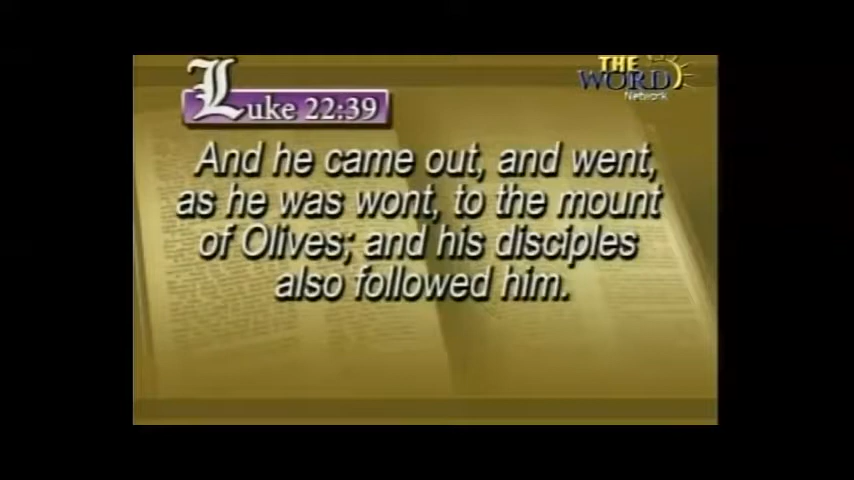 Luke 22:39
THE
WORD
Network
And he came out, and went,
as he was wont, to the mount
of Olives; and his disciples
also followed him.